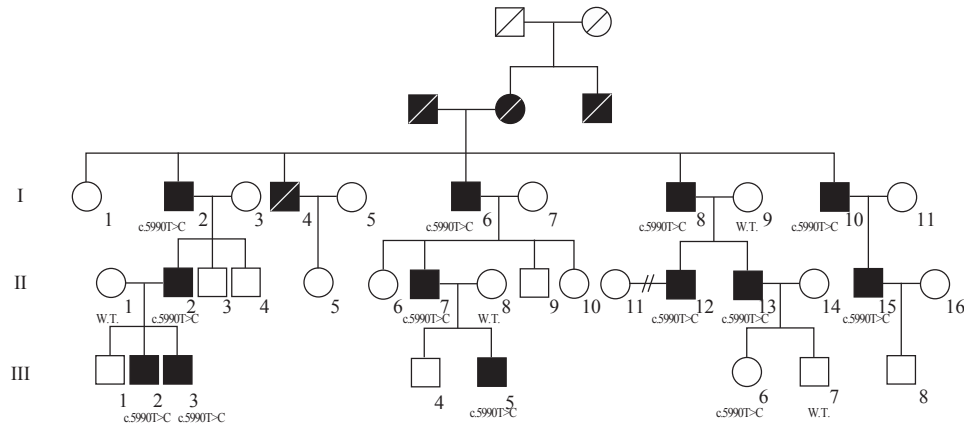 I
1 2 3 4 5 6 7 8 9 10 11
c.5990T>C c.5990T>C c.5990T>C W.T. c.5990T>C
II
1 2 3 4 5 6 7 8 9 10 11 12 13 14 15 16
W.T. c.5990T>C c.5990T>C W.T. c.5990T>C c.5990T>C c.5990T>C
III
1 2 3 4 5 6 7 8
c.5990T>C c.5990T>C c.5990T>C c.5990T>C W.T.